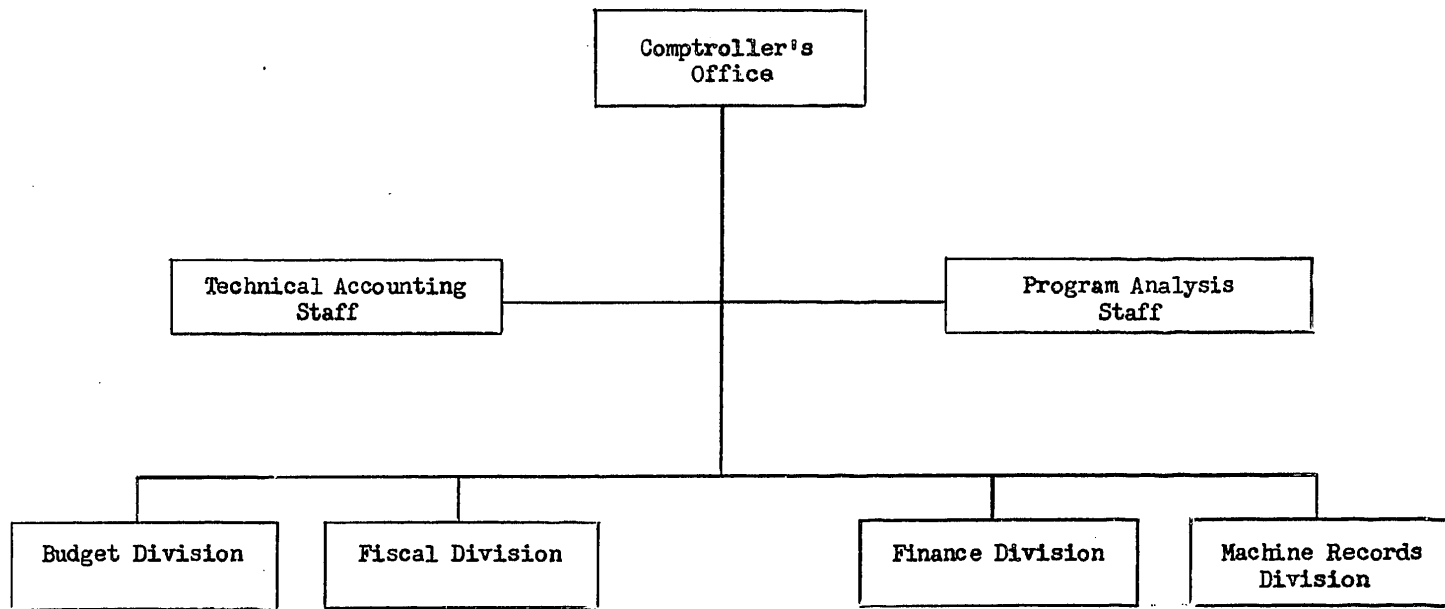 Comptroller's
Office
Technical Accounting
Staff
Program Analysis
Staff
Budget Division
Fiscal Division
Finance Division
Machine Records
Division